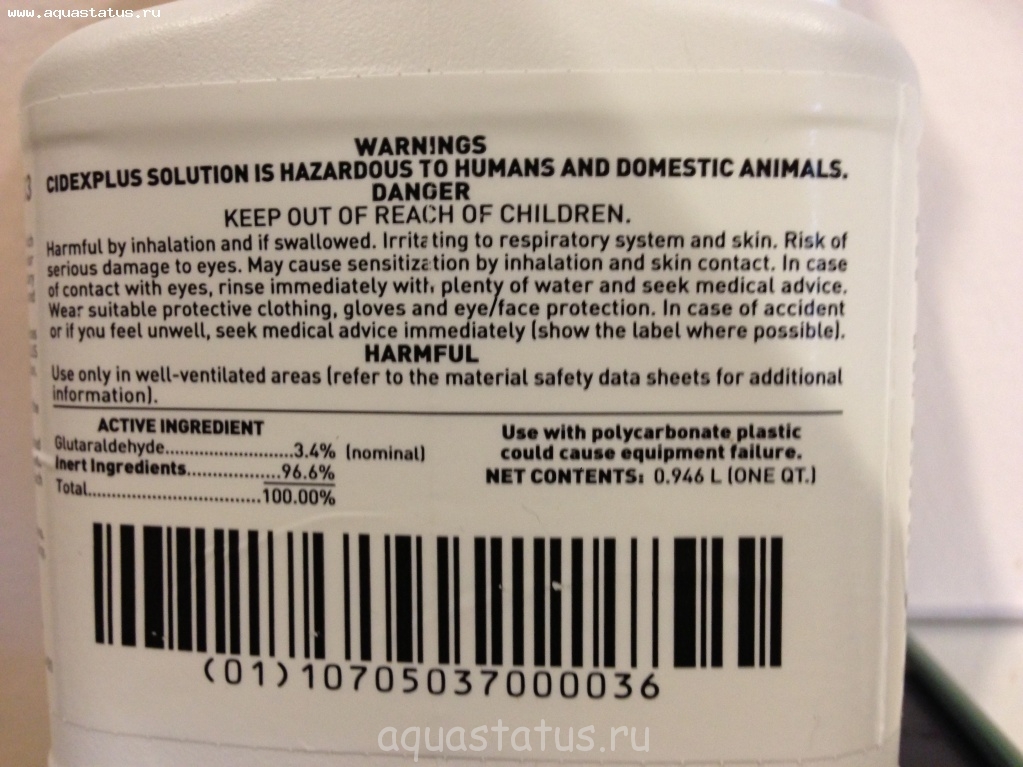 www.aquastatus.ru
WARNINGS
CIDEXPLUS SOLUTION IS HAZARDOUS TO HUMANS AND DOMESTIC ANIMALS.
DANGER
KEEP OUT OF REACH OF CHILDREN.
Harmful by inhalation and if swallowed. Irritating to respiratory system and skin. Risk of
serious damage to eyes. May cause sensitization by inhalation and skin contact. In case
of contact with eyes, rinse immediately with plenty of water and seek medical advice.
Wear suitable protective clothing, gloves and eye/face protection. In case of accident
or if you feel unwell, seek medical advice immediately (show the label where possible).
HARMFUL
Use only in well-ventilated areas (refer to the material safety data sheets for additional
information).
ACTIVE INGREDIENT
Glutaraldehyde........................3.4% (nominal)
Inert Ingredients.................96.6%
Total................................100.00%
Use with polycarbonate plastic
could cause equipment failure.
NET CONTENTS: 0.946 L (ONE QT.)
(01)10705037000036
aquastatus.ru